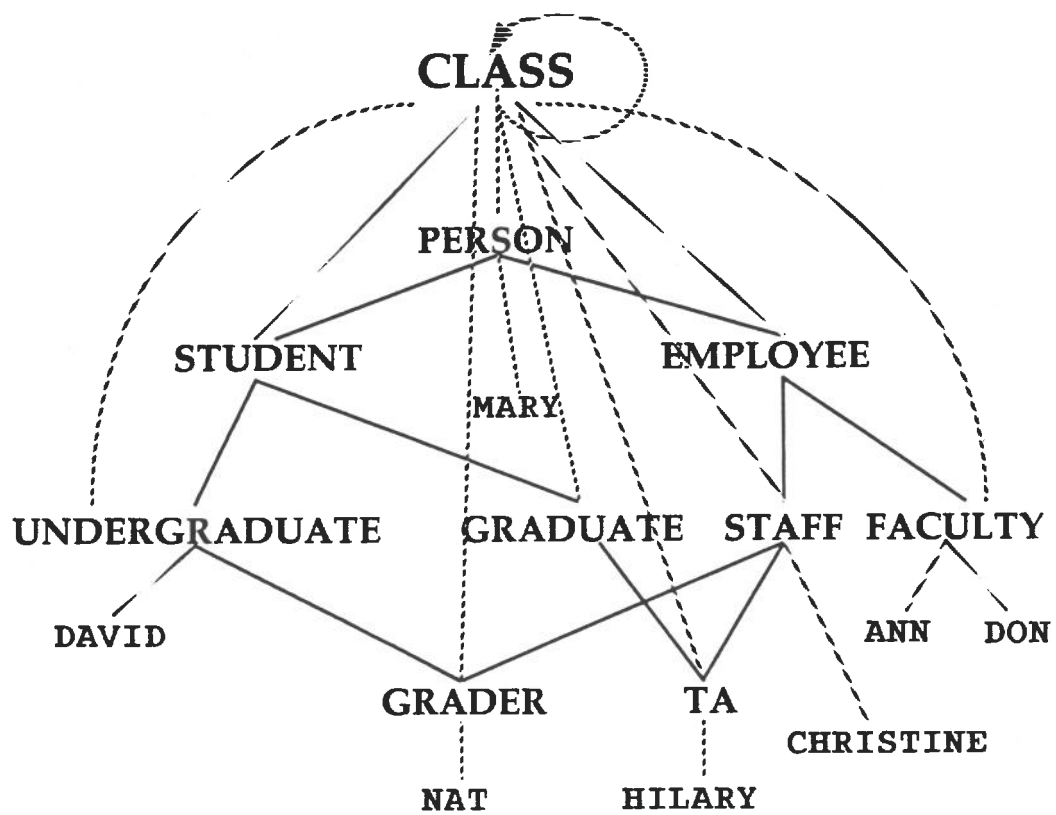 CLASS
PERSON
STUDENT EMPLOYEE
MARY
UNDERGRADUATE GRADUATE STAFF FACULTY
DAVID ANN DON
GRADER TA
CHRISTINE
NAT HILARY